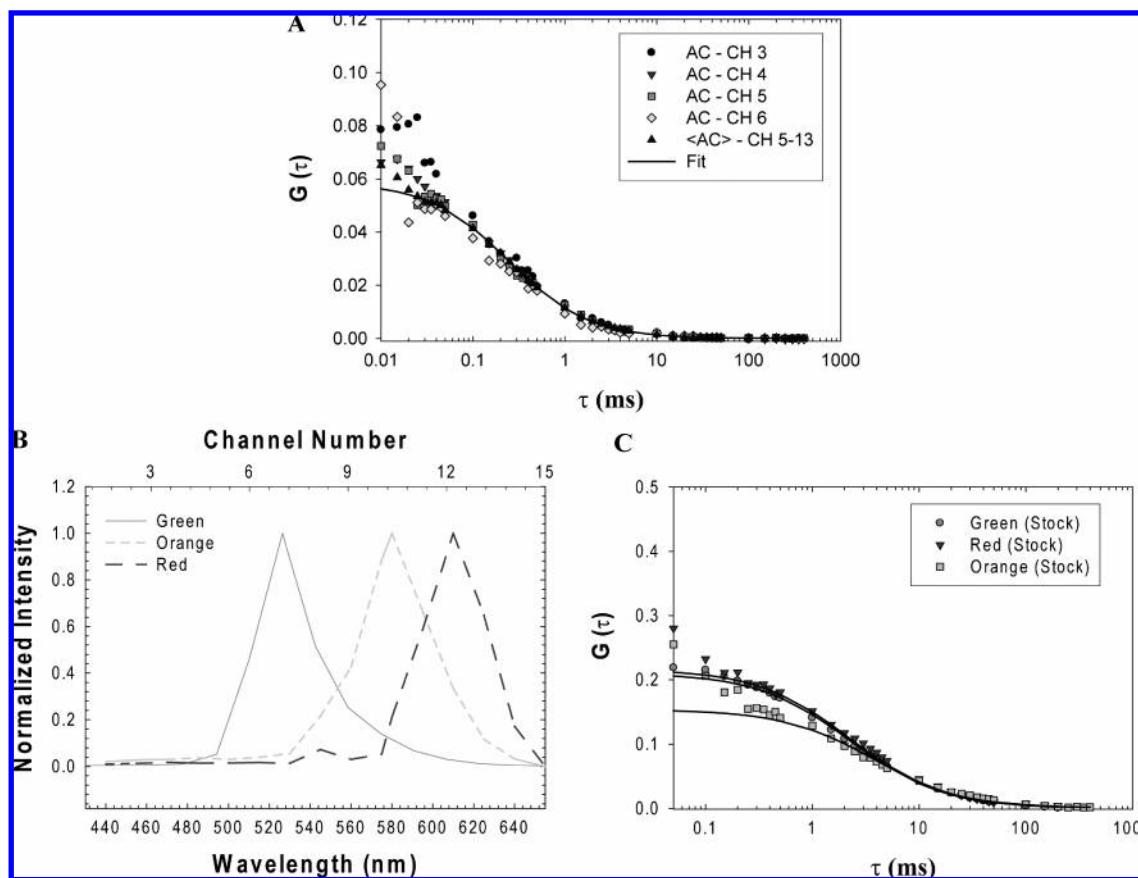 A
0.12
0.10
0.08
0.06
0.04
0.02
0.00
G (τ)
AC - CH 3
AC - CH 4
AC - CH 5
AC - CH 6
<AC> - CH 5-13
Fit
0.01 0.1 1 10 100 1000
τ (ms)
B
Channel Number
3 6 9 12 15
1.2
1.0
0.8
0.6
0.4
0.2
0.0
Normalized Intensity
Green
Orange
Red
440 460 480 500 520 540 560 580 600 620 640
Wavelength (nm)
C
0.5
0.4
0.3
0.2
0.1
0.0
G (τ)
Green (Stock)
Red (Stock)
Orange (Stock)
0.1 1 10 100
τ (ms)